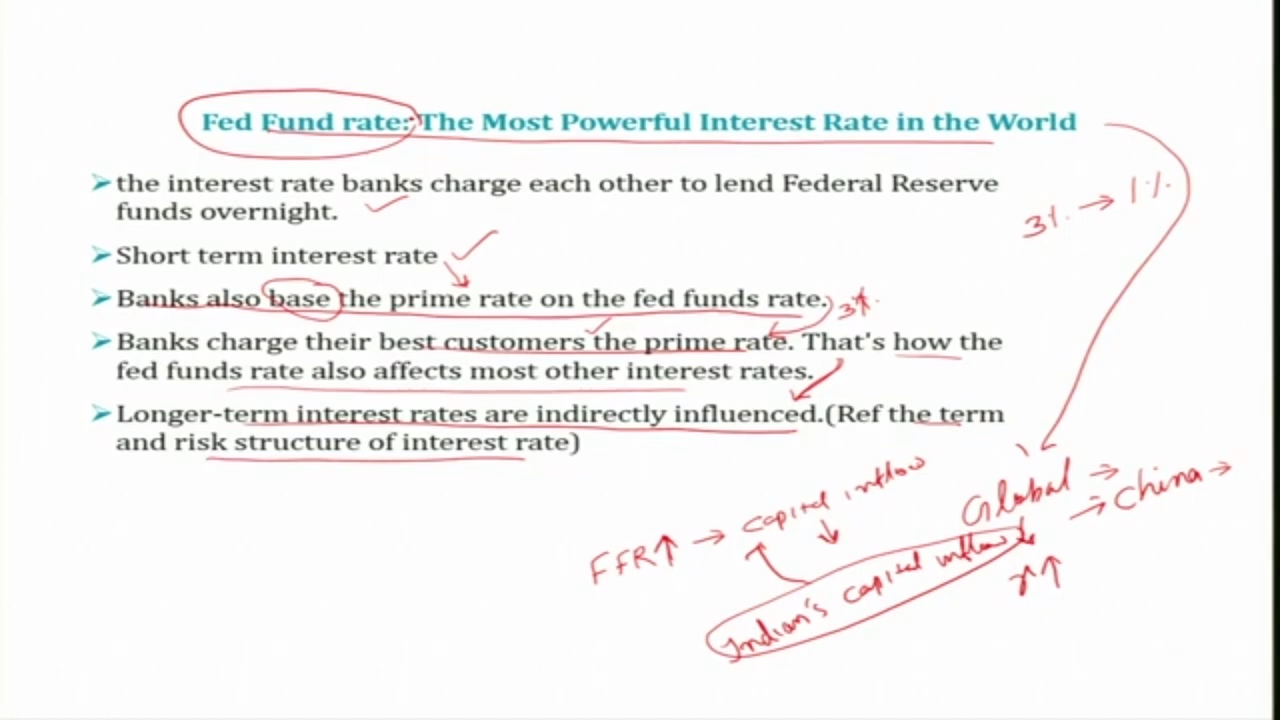 Fed Fund rate: The Most Powerful Interest Rate in the World
➢the interest rate banks charge each other to lend Federal Reserve
funds overnight.
➢Short term interest rate
➢Banks also base the prime rate on the fed funds rate.
➢Banks charge their best customers the prime rate. That's how the
fed funds rate also affects most other interest rates.
➢Longer-term interest rates are indirectly influenced.(Ref the term
and risk structure of interest rate)
3% → 1%
3%
FFR↑ → capital inflow
↓
Global →
→ China →
Indian's capital inflow ↓
r↑